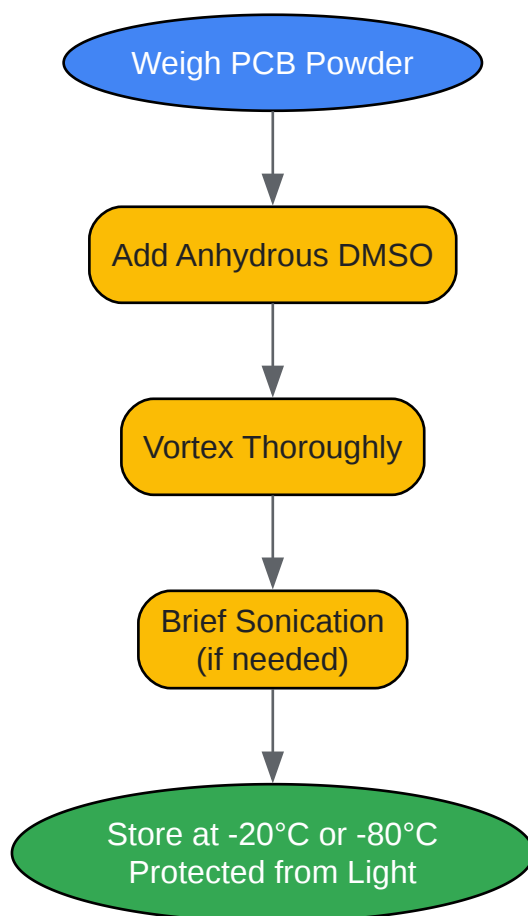 Weigh PCB Powder
Add Anhydrous DMSO
Vortex Thoroughly
Brief Sonication
(if needed)
Store at -20°C or -80°C
Protected from Light